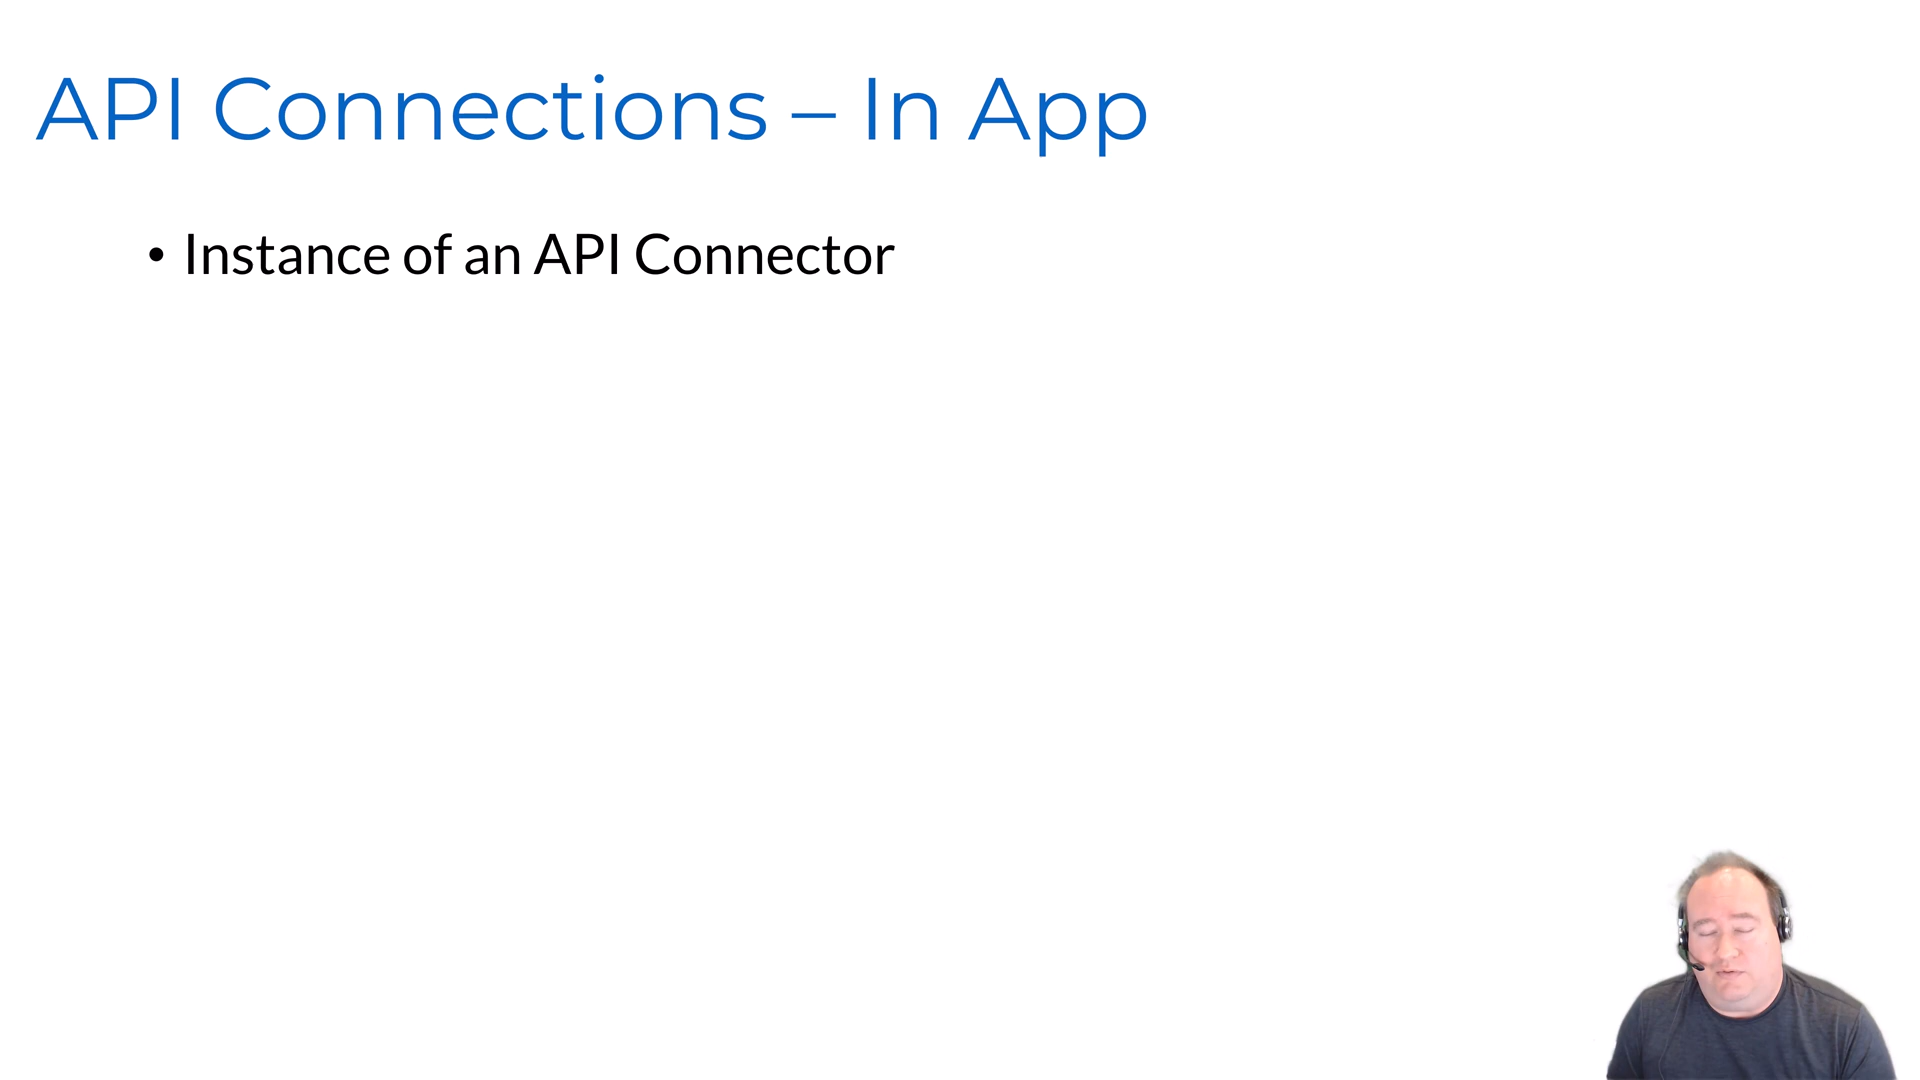 API Connections – In App
• Instance of an API Connector